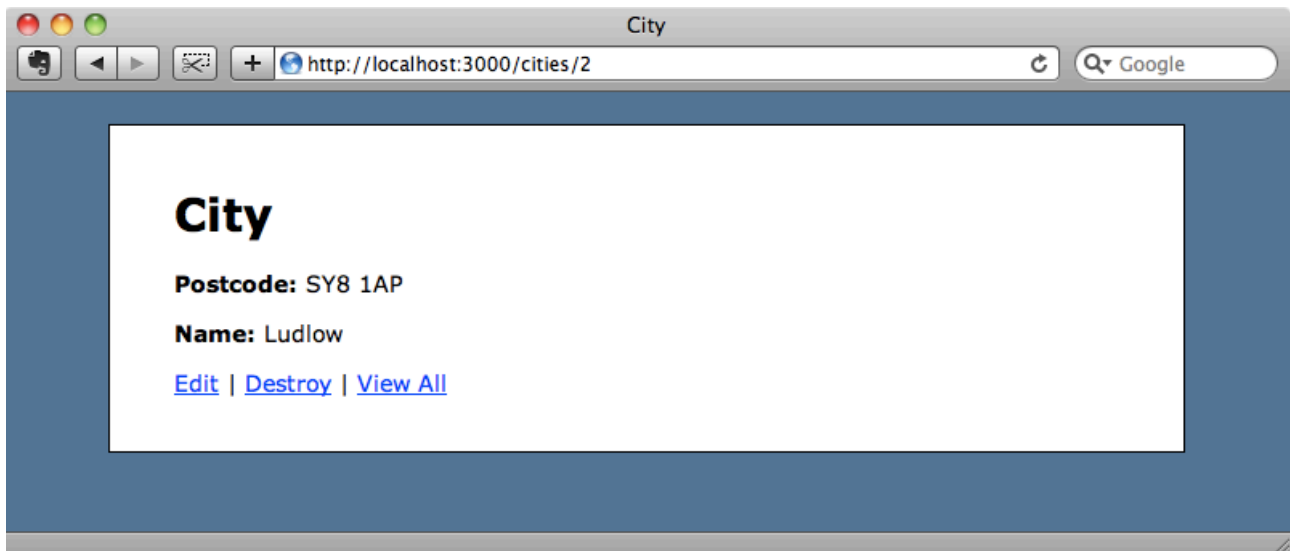 City
+ http://localhost:3000/cities/2 Google
City
Postcode: SY8 1AP
Name: Ludlow
Edit | Destroy | View All